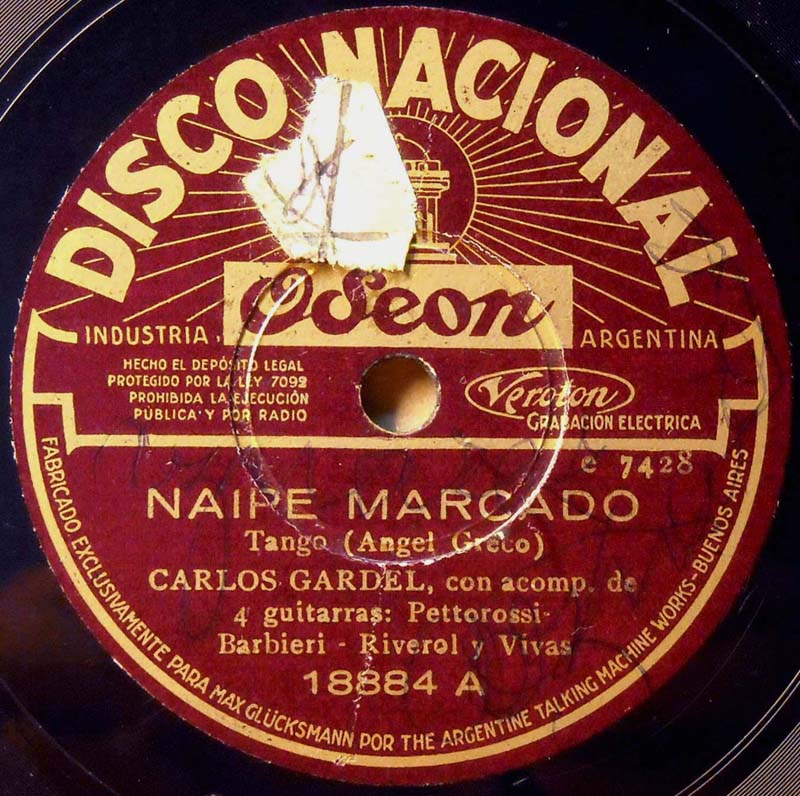 DISCO NACIONAL
Odeon
INDUSTRIA
ARGENTINA
HECHO EL DEPÓSITO LEGAL
PROTEGIDO POR LA LEY 7092
PROHIBIDA LA EJECUCIÓN
PÚBLICA Y POR RADIO
Veroton
GRABACIÓN ELECTRICA
e 7428
NAIPE MARCADO
Tango (Angel Greco)
CARLOS GARDEL, con acomp. de
4 guitarras: Pettorossi-
Barbieri - Riverol y Vivas
18884 A
FABRICADO EXCLUSIVAMENTE PARA MAX GLÜCKSMANN POR THE ARGENTINE TALKING MACHINE WORKS-BUENOS AIRES